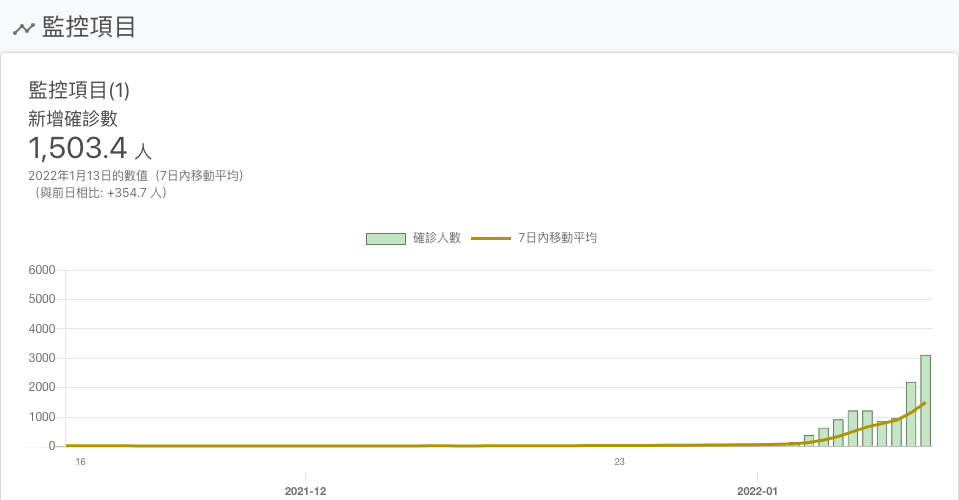 監控項目
監控項目(1)
新增確診數
1,503.4 人
2022年1月13日的數值（7日內移動平均）
（與前日相比: +354.7 人）
確診人數 7日內移動平均
6000
5000
4000
3000
2000
1000
0
16 23
2021-12 2022-01